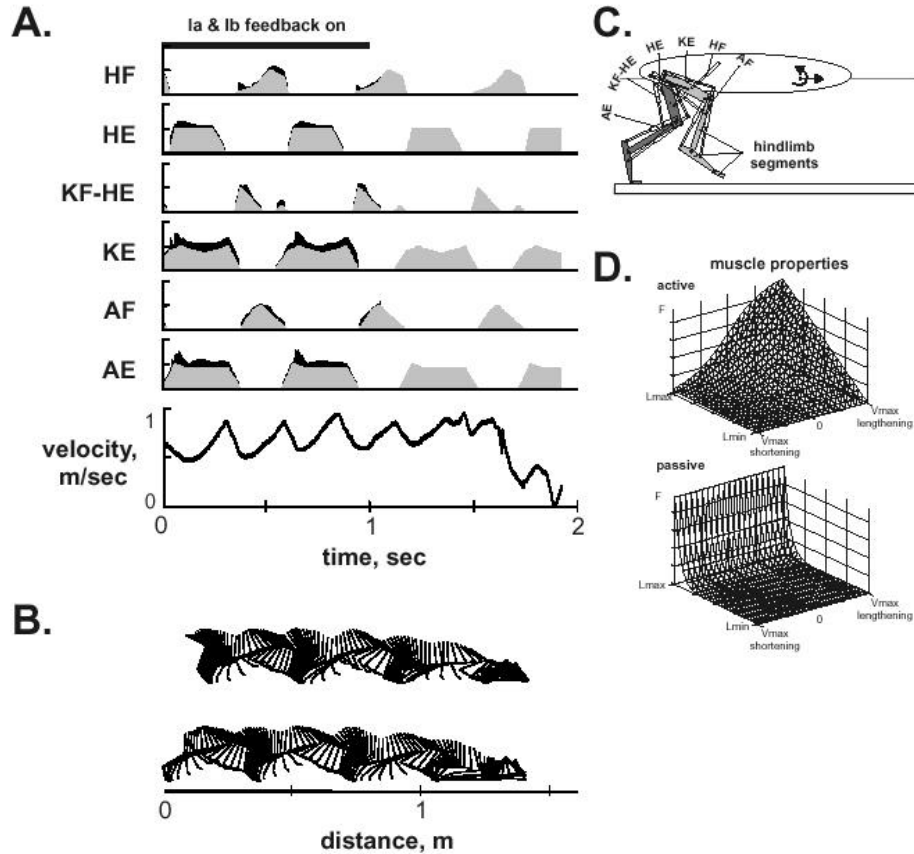 A.
Ia & Ib feedback on
HF
HE
KF-HE
KE
AF
AE
velocity,
m/sec
1
0
0 1 2
time, sec
B.
0 1
distance, m
C.
KF-HE HE KE HF AF
AE
hindlimb
segments
D.
muscle properties
active
F
Lmax
Lmin
Vmax
shortening
0
Vmax
lengthening
passive
F
Lmax
Lmin
Vmax
shortening
0
Vmax
lengthening